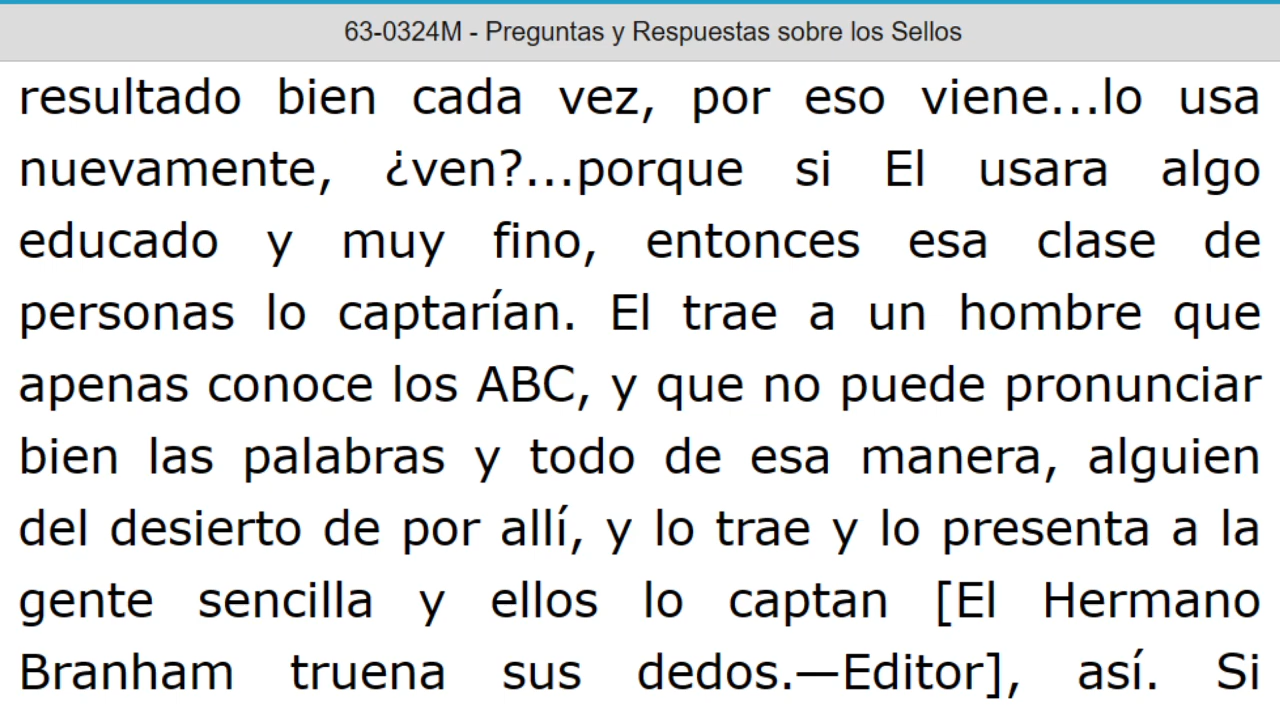 63-0324M - Preguntas y Respuestas sobre los Sellos
resultado bien cada vez, por eso viene...lo usa
nuevamente, ¿ven?...porque si El usara algo
educado y muy fino, entonces esa clase de
personas lo captarían. El trae a un hombre que
apenas conoce los ABC, y que no puede pronunciar
bien las palabras y todo de esa manera, alguien
del desierto de por allí, y lo trae y lo presenta a la
gente sencilla y ellos lo captan [El Hermano
Branham truena sus dedos.—Editor], así. Si